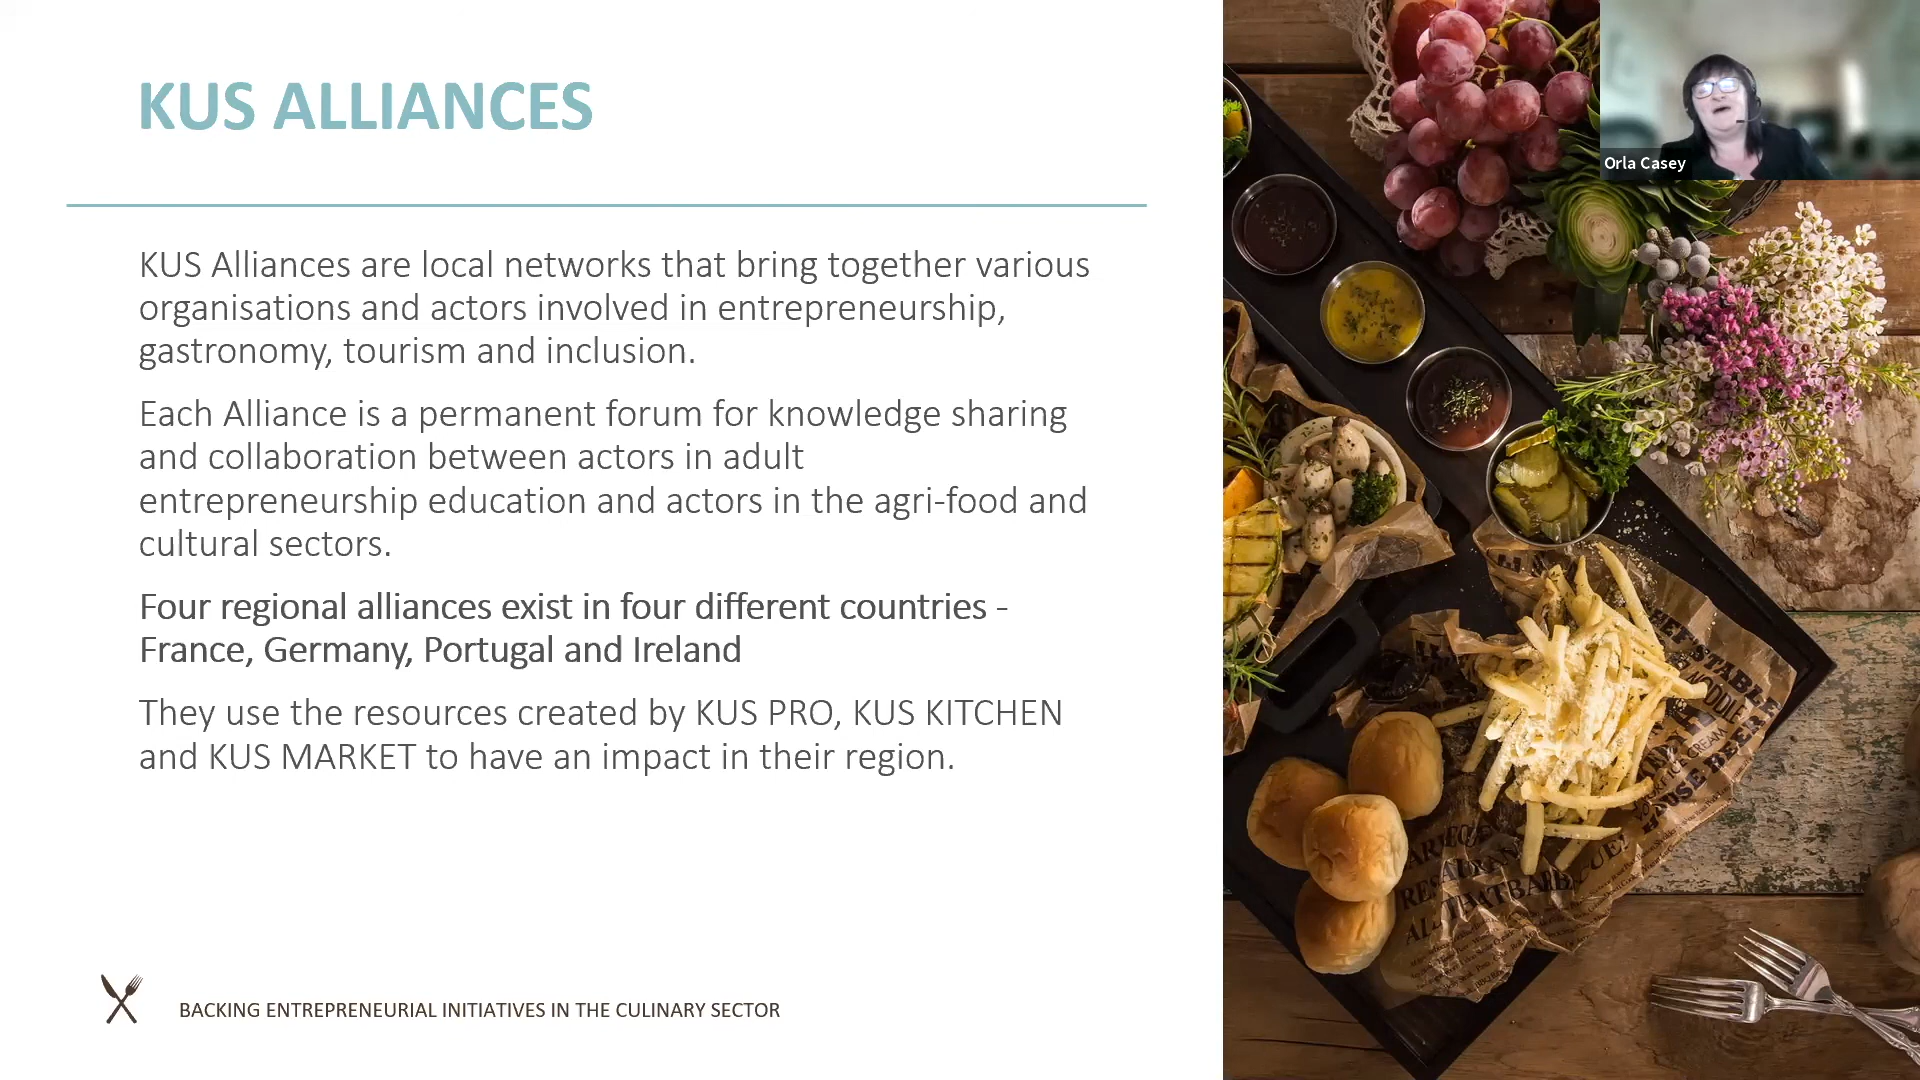 KUS ALLIANCES
Orla Casey
KUS Alliances are local networks that bring together various
organisations and actors involved in entrepreneurship,
gastronomy, tourism and inclusion.
Each Alliance is a permanent forum for knowledge sharing
and collaboration between actors in adult
entrepreneurship education and actors in the agri-food and
cultural sectors.
Four regional alliances exist in four different countries -
France, Germany, Portugal and Ireland
They use the resources created by KUS PRO, KUS KITCHEN
and KUS MARKET to have an impact in their region.
BACKING ENTREPRENEURIAL INITIATIVES IN THE CULINARY SECTOR